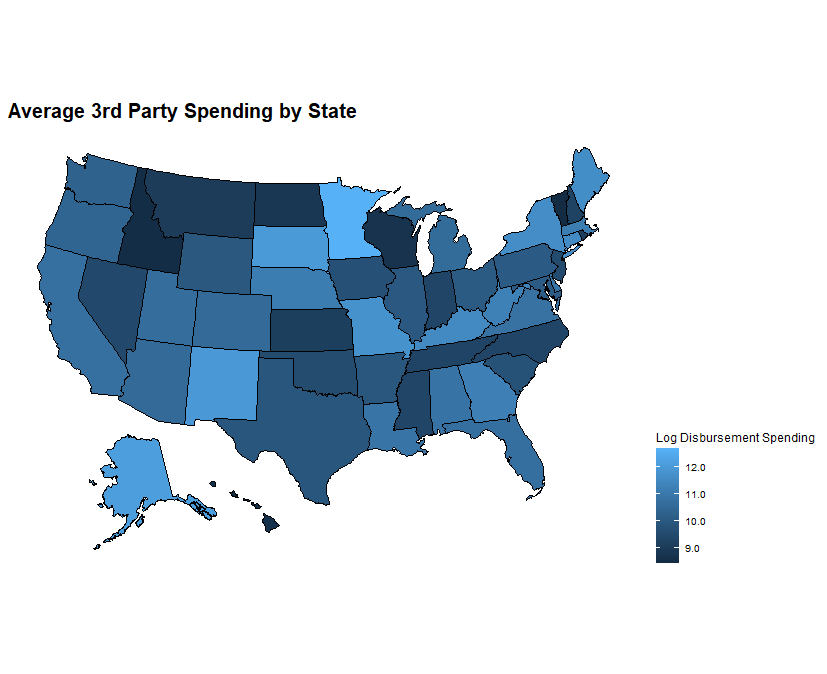 Average 3rd Party Spending by State
Log Disbursement Spending
12.0
11.0
10.0
9.0